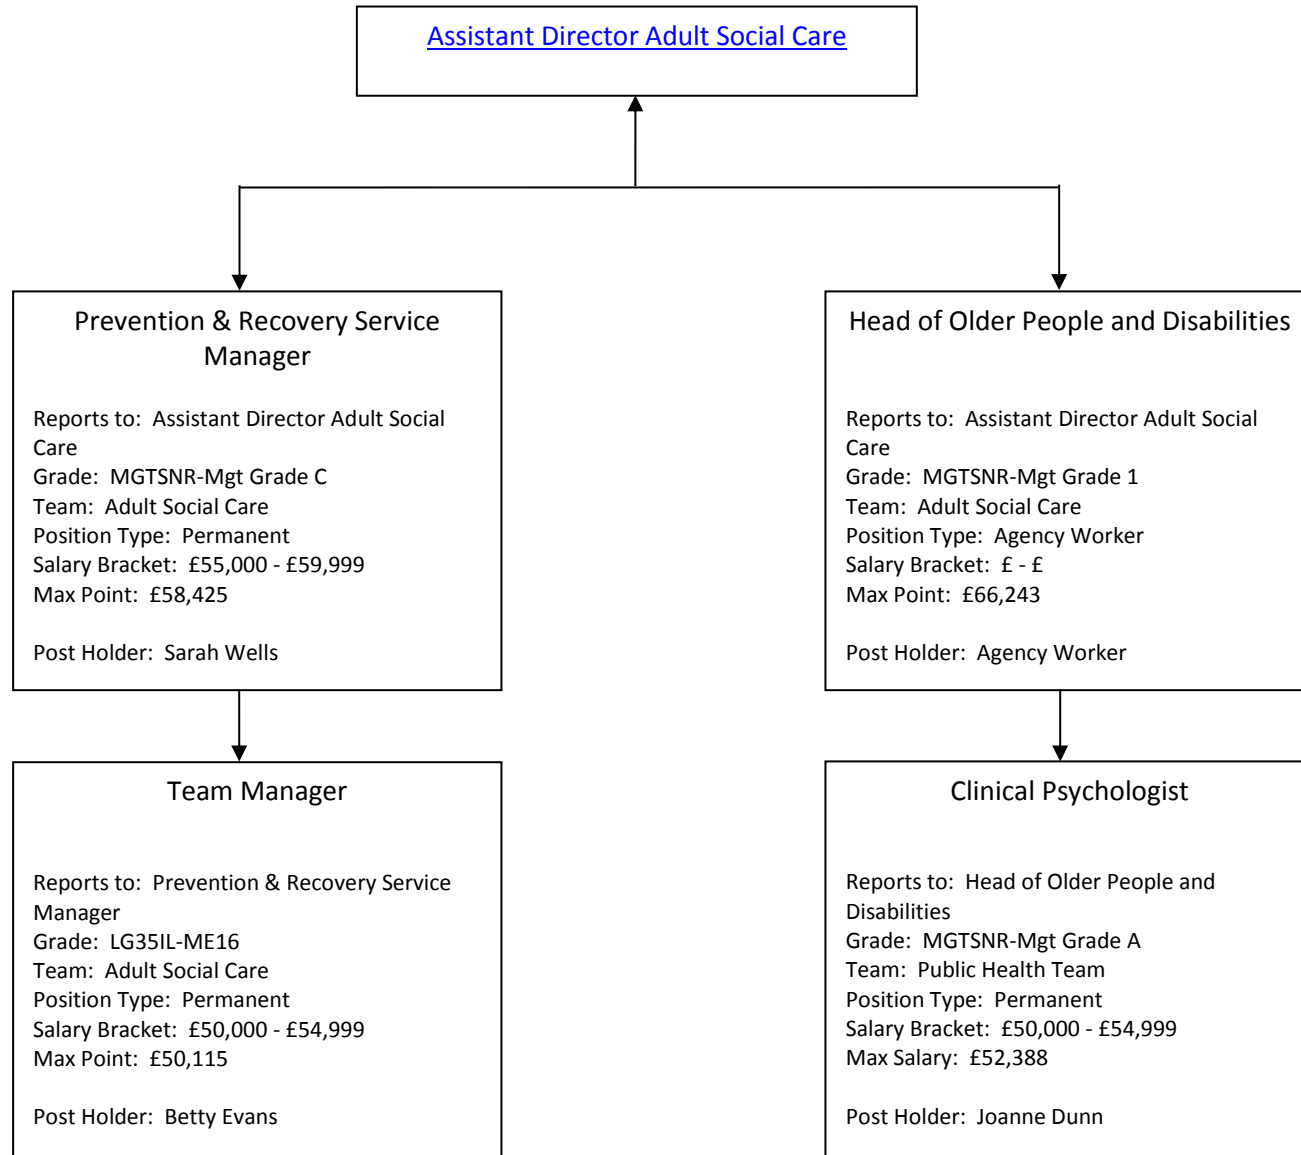 Assistant Director Adult Social Care
Prevention & Recovery Service
Manager
Reports to: Assistant Director Adult Social
Care
Grade: MGTSNR-Mgt Grade C
Team: Adult Social Care
Position Type: Permanent
Salary Bracket: £55,000 - £59,999
Max Point: £58,425
Post Holder: Sarah Wells
Head of Older People and Disabilities
Reports to: Assistant Director Adult Social
Care
Grade: MGTSNR-Mgt Grade 1
Team: Adult Social Care
Position Type: Agency Worker
Salary Bracket: £ - £
Max Point: £66,243
Post Holder: Agency Worker
Team Manager
Reports to: Prevention & Recovery Service
Manager
Grade: LG35IL-ME16
Team: Adult Social Care
Position Type: Permanent
Salary Bracket: £50,000 - £54,999
Max Point: £50,115
Post Holder: Betty Evans
Clinical Psychologist
Reports to: Head of Older People and
Disabilities
Grade: MGTSNR-Mgt Grade A
Team: Public Health Team
Position Type: Permanent
Salary Bracket: £50,000 - £54,999
Max Salary: £52,388
Post Holder: Joanne Dunn